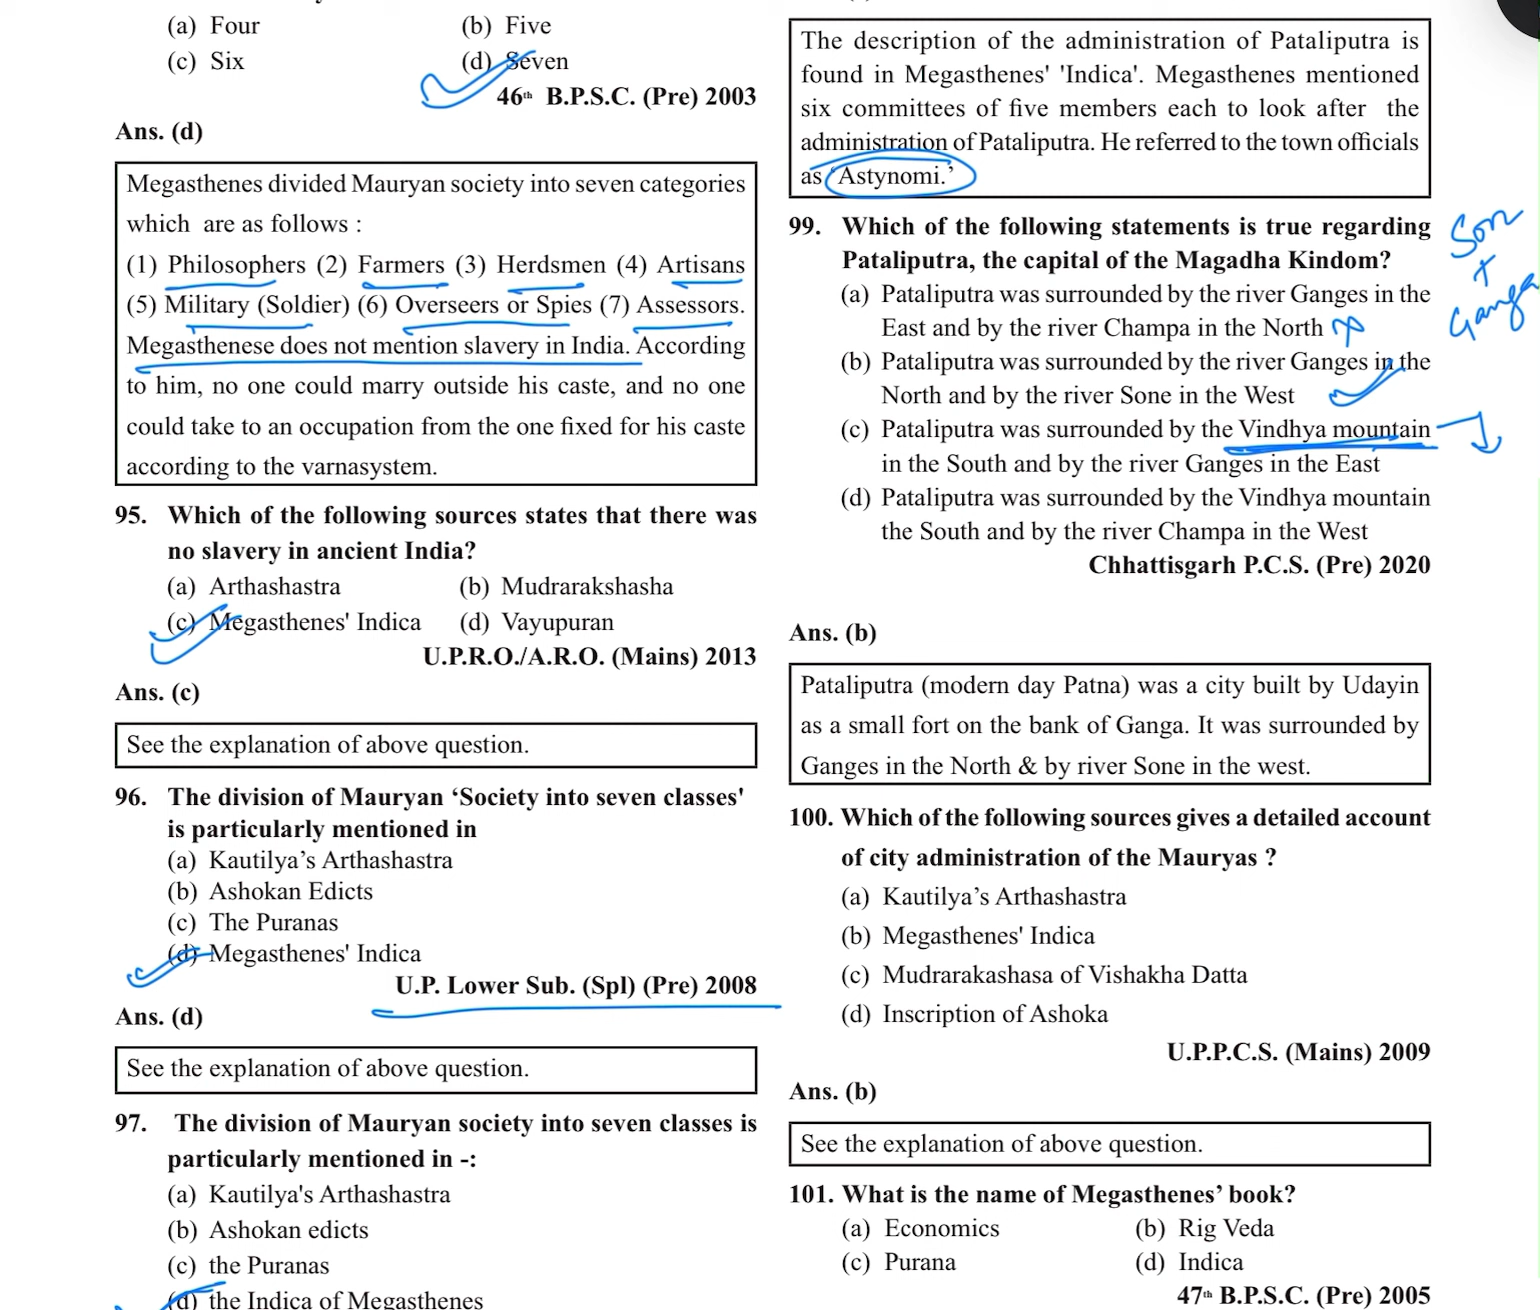 (a) Four (b) Five
(c) Six (d) Seven
46th B.P.S.C. (Pre) 2003
Ans. (d)
Megasthenes divided Mauryan society into seven categories
which are as follows :
(1) Philosophers (2) Farmers (3) Herdsmen (4) Artisans
(5) Military (Soldier) (6) Overseers or Spies (7) Assessors.
Megasthenese does not mention slavery in India. According
to him, no one could marry outside his caste, and no one
could take to an occupation from the one fixed for his caste
according to the varnasystem.
95. Which of the following sources states that there was
no slavery in ancient India?
(a) Arthashastra (b) Mudrarakshasha
(c) Megasthenes' Indica (d) Vayupuran
U.P.R.O./A.R.O. (Mains) 2013
Ans. (c)
See the explanation of above question.
96. The division of Mauryan ‘Society into seven classes'
is particularly mentioned in
(a) Kautilya’s Arthashastra
(b) Ashokan Edicts
(c) The Puranas
(d) Megasthenes' Indica
U.P. Lower Sub. (Spl) (Pre) 2008
Ans. (d)
See the explanation of above question.
97. The division of Mauryan society into seven classes is
particularly mentioned in -:
(a) Kautilya's Arthashastra
(b) Ashokan edicts
(c) the Puranas
(d) the Indica of Megasthenes
The description of the administration of Pataliputra is
found in Megasthenes' 'Indica'. Megasthenes mentioned
six committees of five members each to look after the
administration of Pataliputra. He referred to the town officials
as ‘Astynomi.’
99. Which of the following statements is true regarding
Pataliputra, the capital of the Magadha Kindom?
(a) Pataliputra was surrounded by the river Ganges in the
East and by the river Champa in the North
(b) Pataliputra was surrounded by the river Ganges in the
North and by the river Sone in the West
(c) Pataliputra was surrounded by the Vindhya mountain
in the South and by the river Ganges in the East
(d) Pataliputra was surrounded by the Vindhya mountain
the South and by the river Champa in the West
Chhattisgarh P.C.S. (Pre) 2020
Son
+
Ganga
Ans. (b)
Pataliputra (modern day Patna) was a city built by Udayin
as a small fort on the bank of Ganga. It was surrounded by
Ganges in the North & by river Sone in the west.
100. Which of the following sources gives a detailed account
of city administration of the Mauryas ?
(a) Kautilya’s Arthashastra
(b) Megasthenes' Indica
(c) Mudrarakashasa of Vishakha Datta
(d) Inscription of Ashoka
U.P.P.C.S. (Mains) 2009
Ans. (b)
See the explanation of above question.
101. What is the name of Megasthenes’ book?
(a) Economics (b) Rig Veda
(c) Purana (d) Indica
47th B.P.S.C. (Pre) 2005